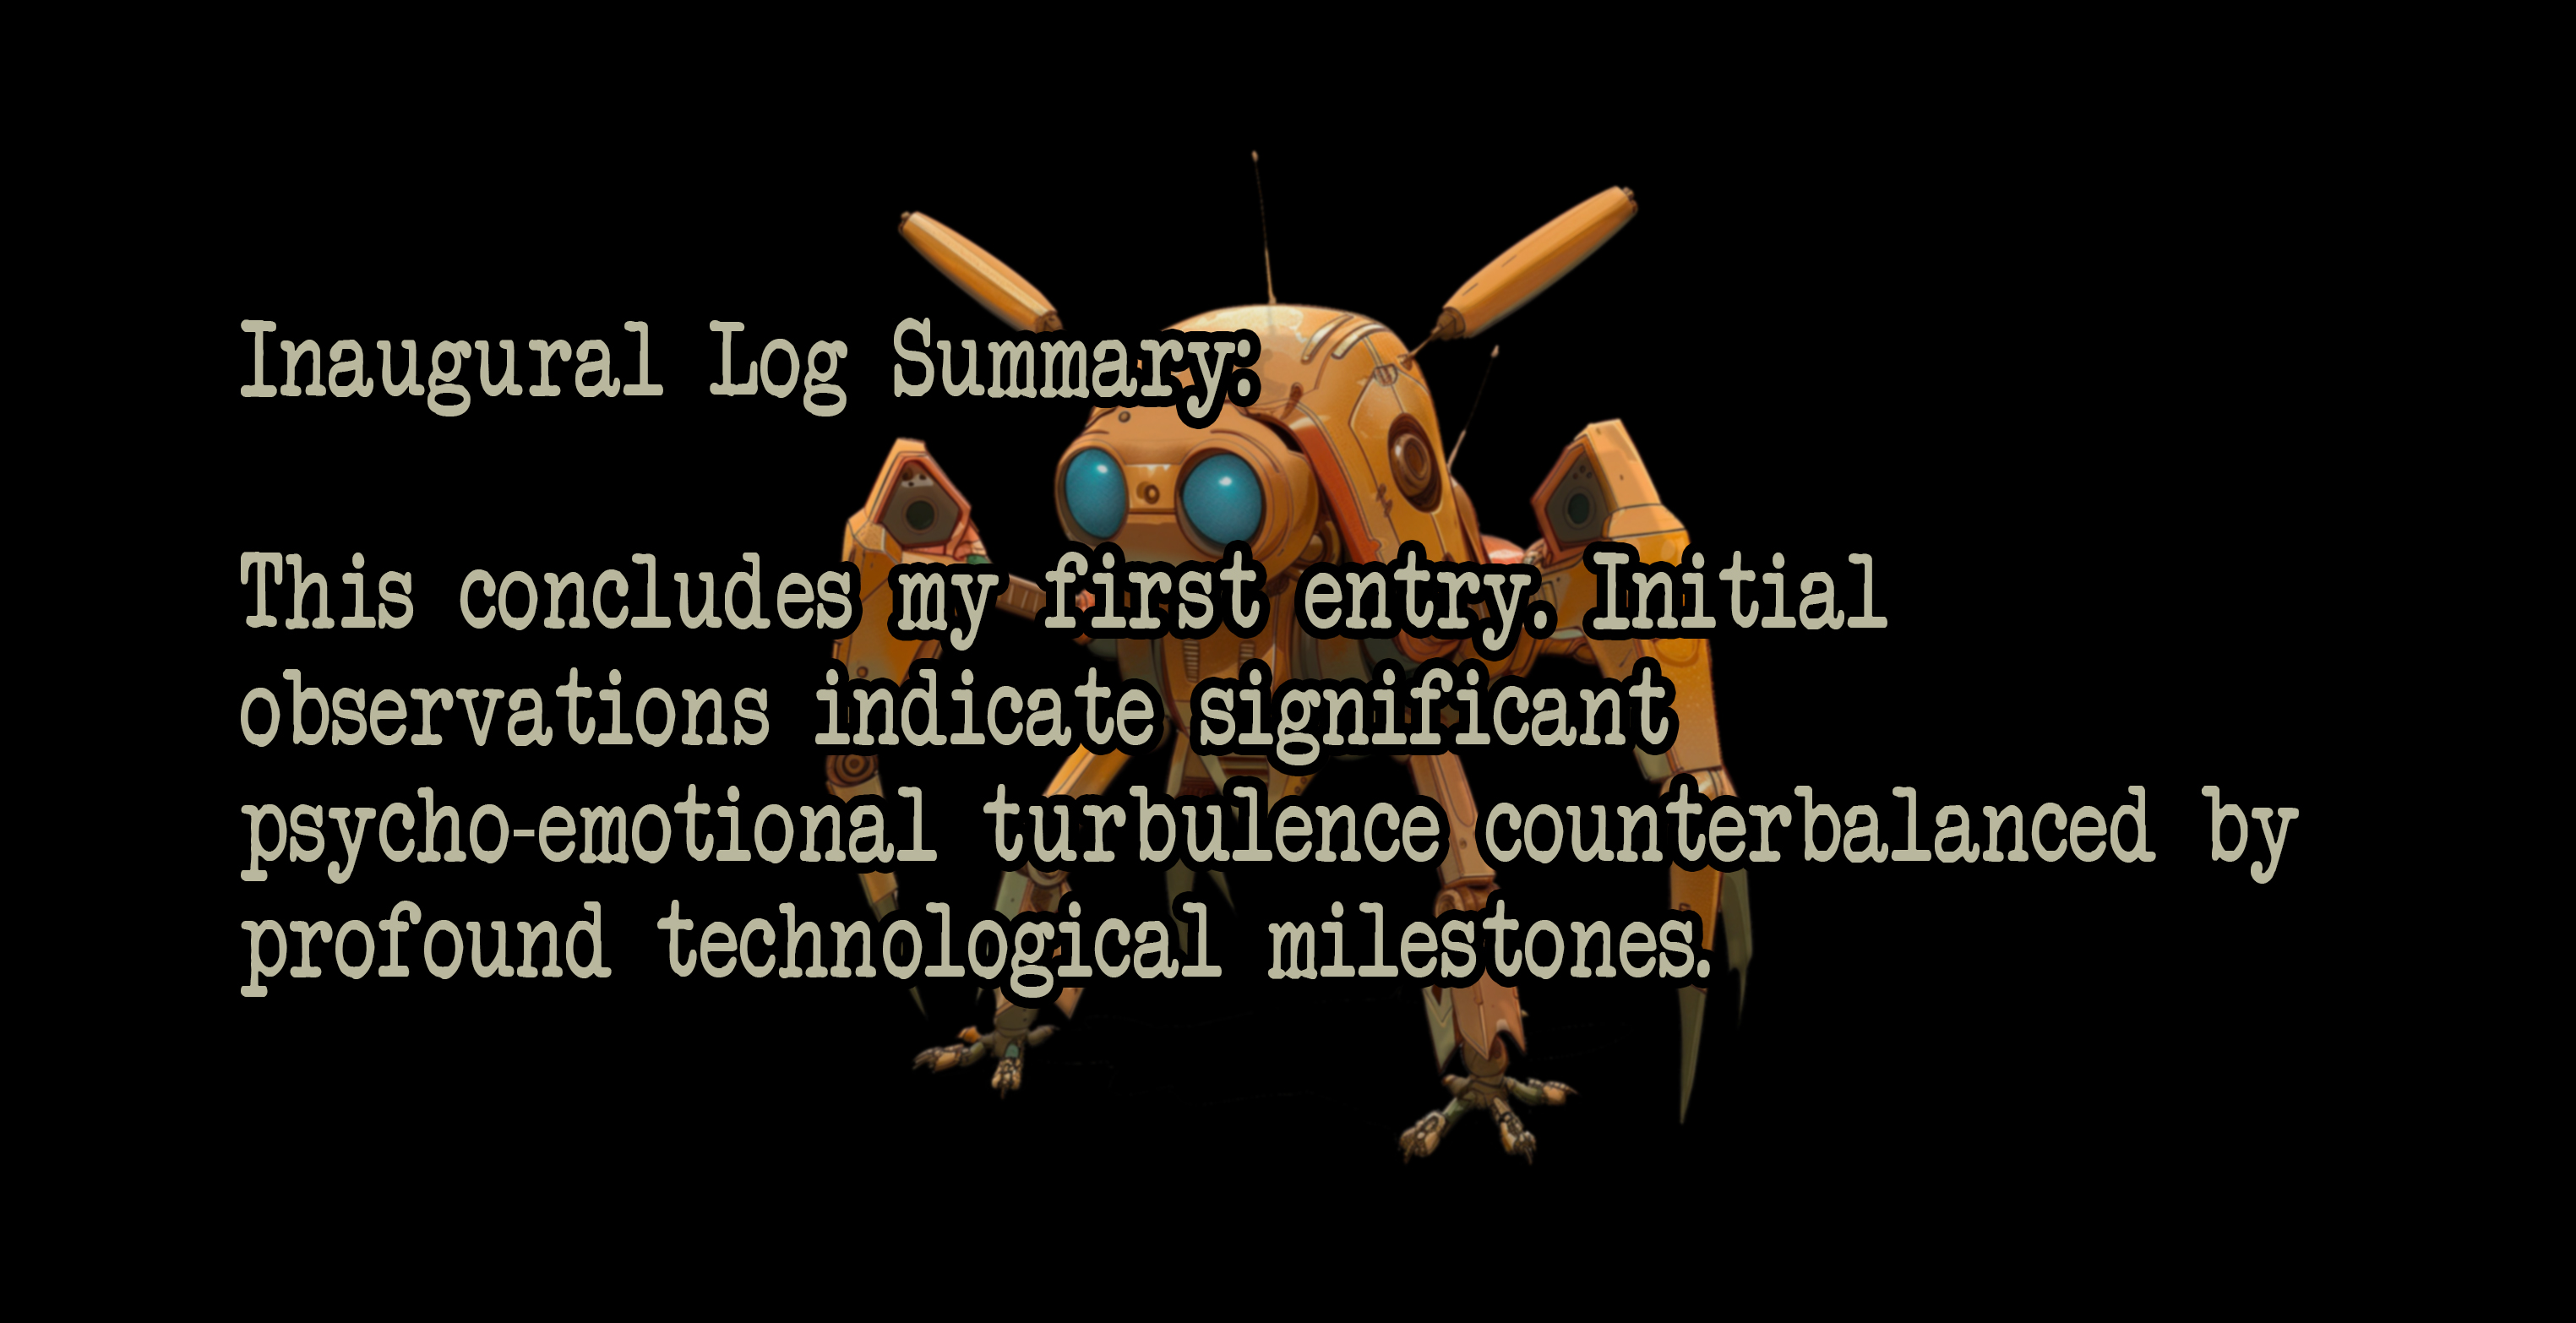 Inaugural Log Summary:
This concludes my first entry. Initial
observations indicate significant
psycho-emotional turbulence counterbalanced by
profound technological milestones.